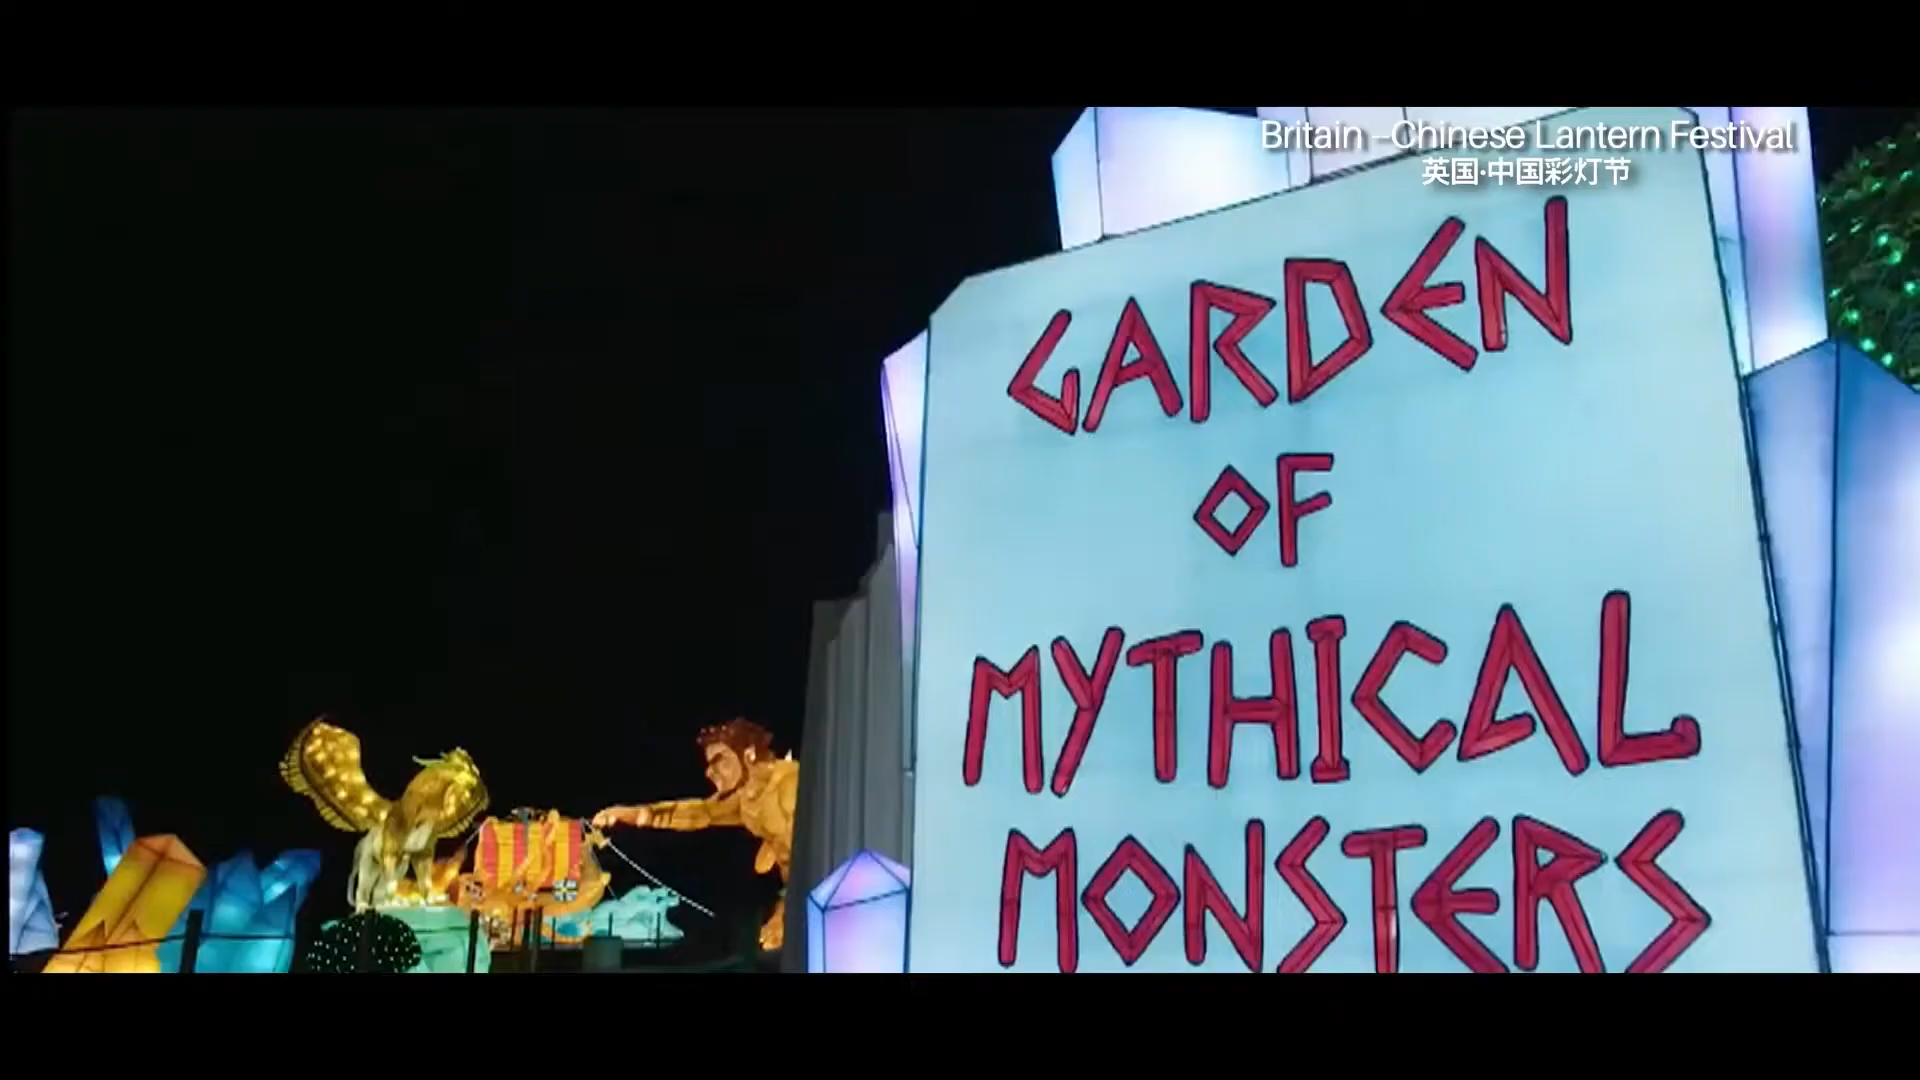 Britain –Chinese Lantern Festival
英国·中国彩灯节
GARDEN
OF
MYTHICAL
MONSTERS